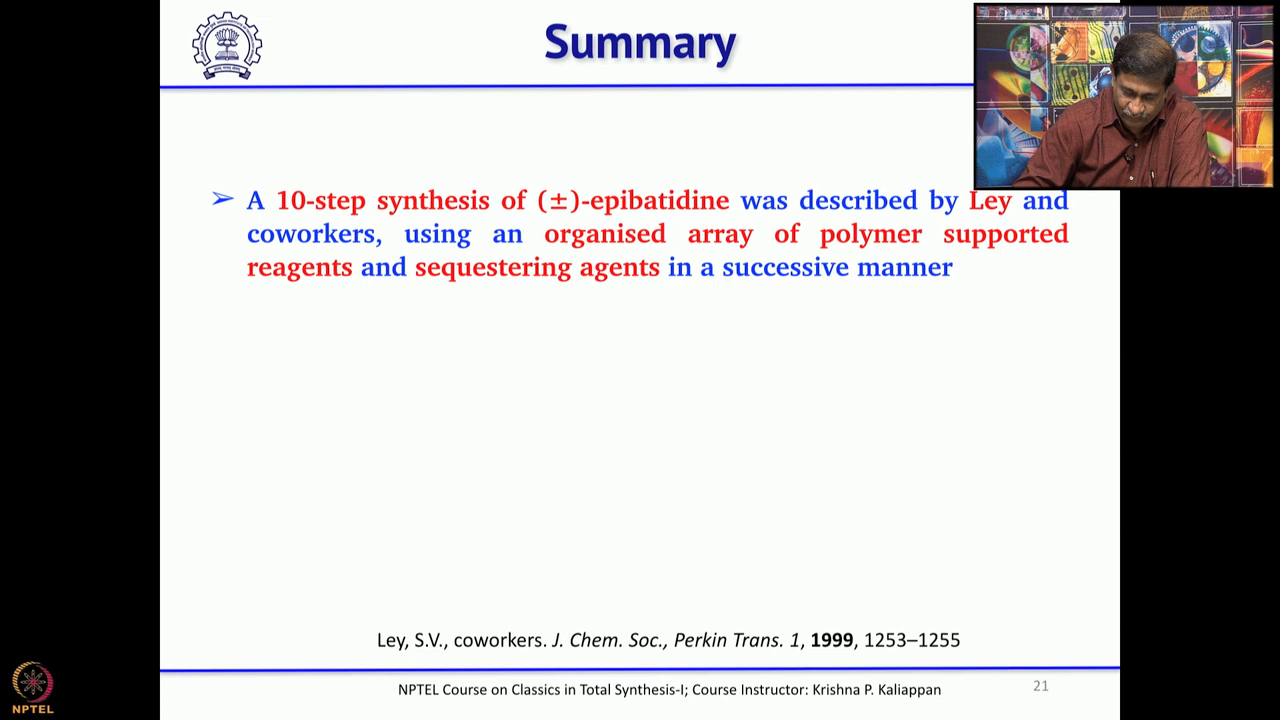 Summary
➢ A 10-step synthesis of (±)-epibatidine was described by Ley and
coworkers, using an organised array of polymer supported
reagents and sequestering agents in a successive manner
Ley, S.V., coworkers. J. Chem. Soc., Perkin Trans. 1, 1999, 1253–1255
NPTEL Course on Classics in Total Synthesis-I; Course Instructor: Krishna P. Kaliappan
21
NPTEL